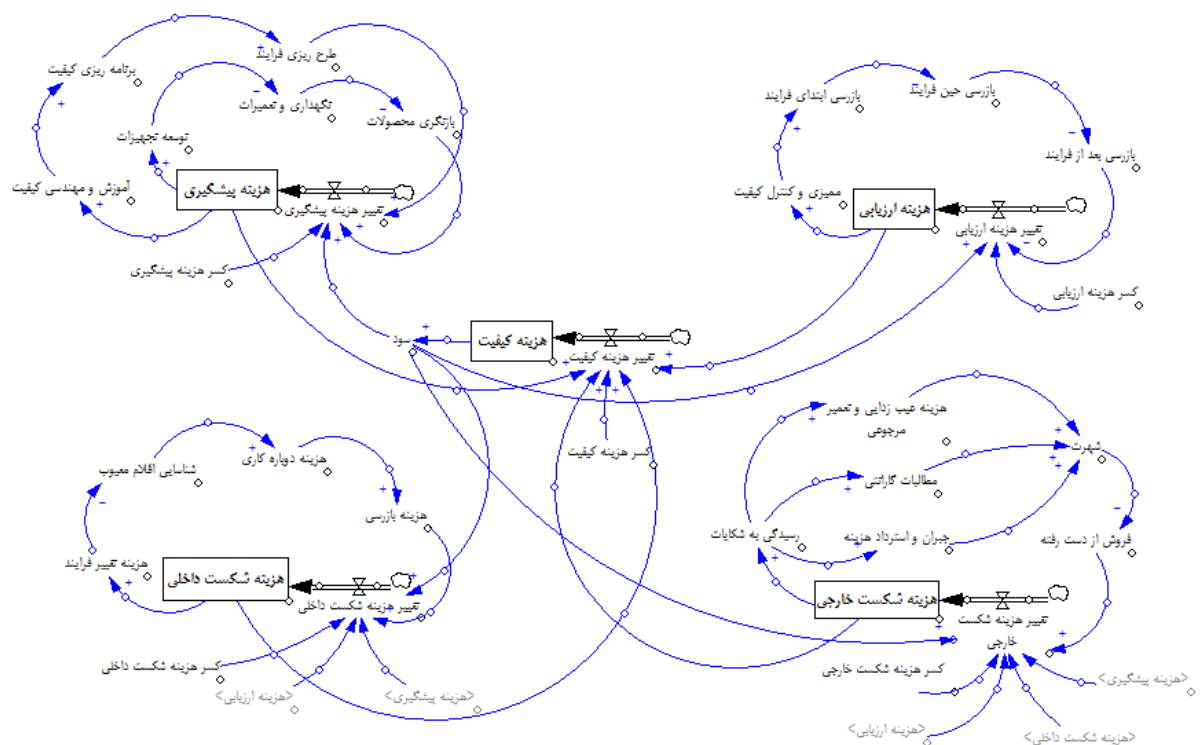 طرح ریزی فرایند
برنامه ریزی کیفیت
نگهداری و تعمیرات
بازنگری محصولات
توسعه تجهیزات
آموزش و مهندسی کیفیت
هزینه پیشگیری
تغییر هزینه پیشگیری
کسر هزینه پیشگیری
بازرسی حین فرایند
بازرسی ابتدای فرایند
بازرسی بعد از فرایند
ممیزی و کنترل کیفیت
هزینه ارزیابی
تغییر هزینه ارزیابی
کسر هزینه ارزیابی
سود
هزینه کیفیت
تغییر هزینه کیفیت
کسر هزینه کیفیت
هزینه دوباره کاری
شناسایی اقلام معیوب
هزینه بازرسی
هزینه تغییر فرایند
هزینه شکست داخلی
تغییر هزینه شکست داخلی
کسر هزینه شکست داخلی
<هزینه ارزیابی>
<هزینه پیشگیری>
هزینه عیب زدایی و تعمیر
مرجوعی
شهرت
مطالبات گارانتی
رسیدگی به شکایات
جبران و استرداد هزینه
فروش از دست رفته
هزینه شکست خارجی
تغییر هزینه شکست
خارجی
کسر هزینه شکست خارجی
<هزینه پیشگیری>
<هزینه ارزیابی>
<هزینه شکست داخلی>